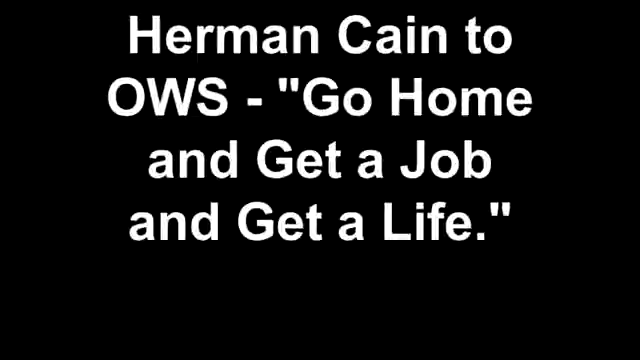 Herman Cain to
OWS - "Go Home
and Get a Job
and Get a Life."